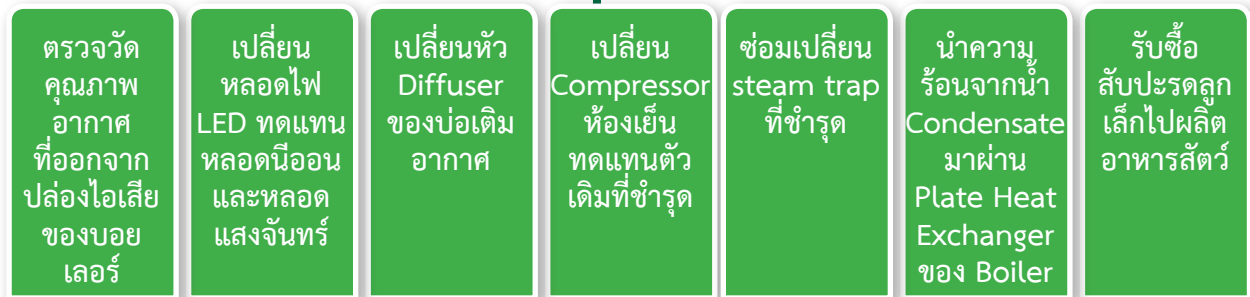 ตรวจวัด
คุณภาพ
อากาศ
ที่ออกจาก
ปล่องไอเสีย
ของบอย
เลอร์
เปลี่ยน
หลอดไฟ
LED ทดแทน
หลอดนีออน
และหลอด
แสงจันทร์
เปลี่ยนหัว
Diffuser
ของบ่อเติม
อากาศ
เปลี่ยน
Compressor
ห้องเย็น
ทดแทนตัว
เดิมที่ชำรุด
ซ่อมเปลี่ยน
steam trap
ที่ชำรุด
นำความ
ร้อนจากน้ำ
Condensate
มาผ่าน
Plate Heat
Exchanger
ของ Boiler
รับซื้อ
สับปะรดลูก
เล็กไปผลิต
อาหารสัตว์